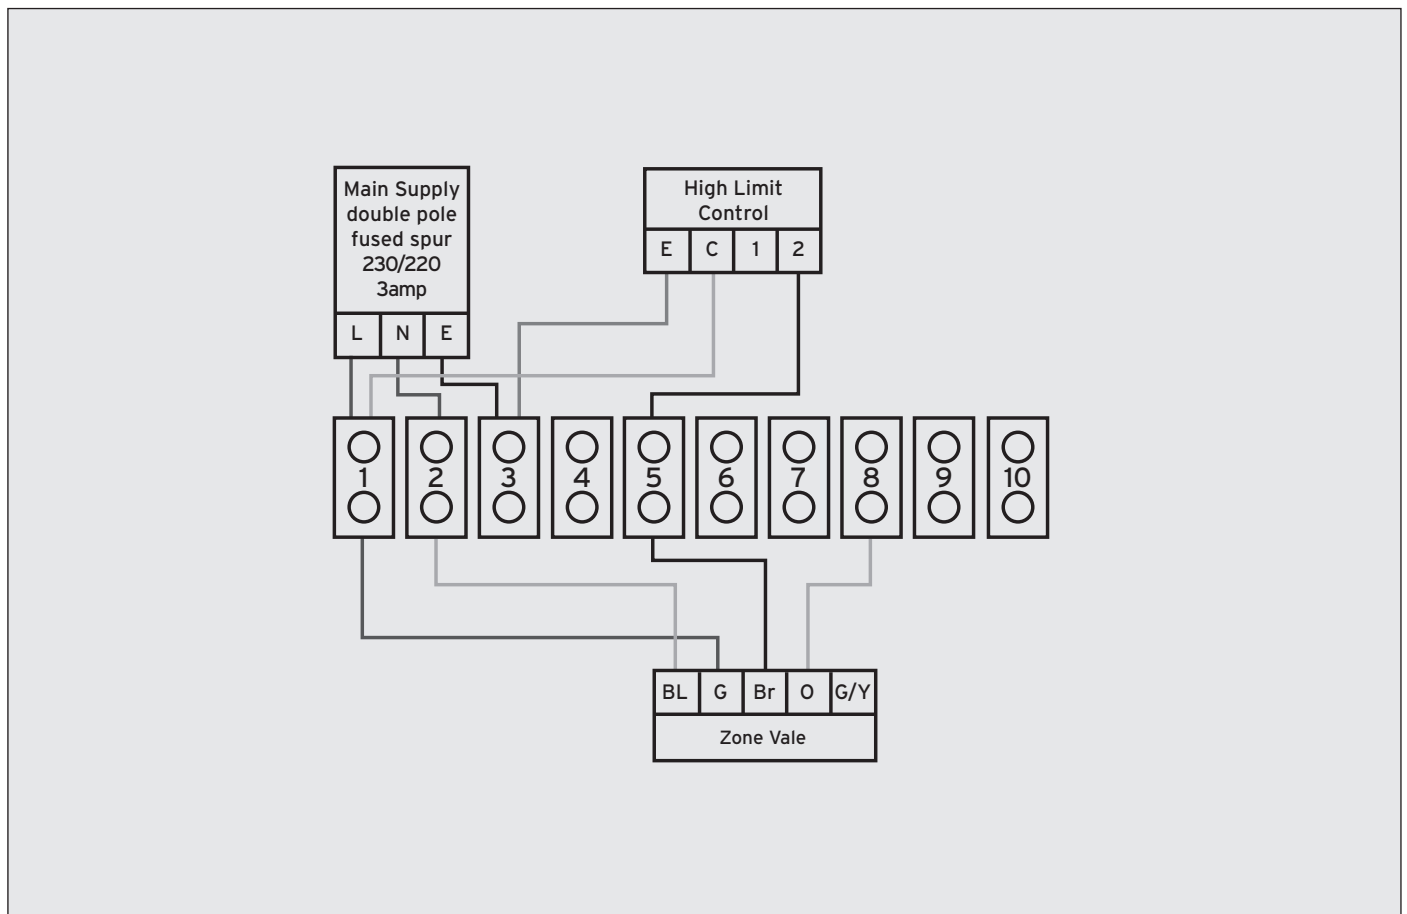 Main Supply
double pole
fused spur
230/220
3amp
L N E
High Limit
Control
E C 1 2
1 2 3 4 5 6 7 8 9 10
BL G Br O G/Y
Zone Vale